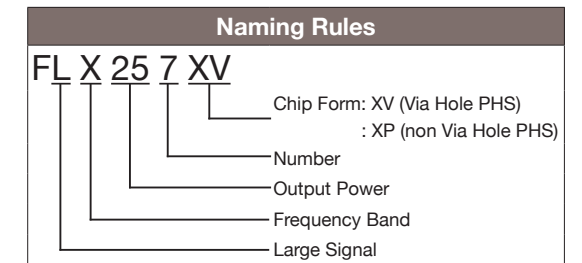 Naming Rules
FL X 25 7 XV
Chip Form: XV (Via Hole PHS)
: XP (non Via Hole PHS)
Number
Output Power
Frequency Band
Large Signal